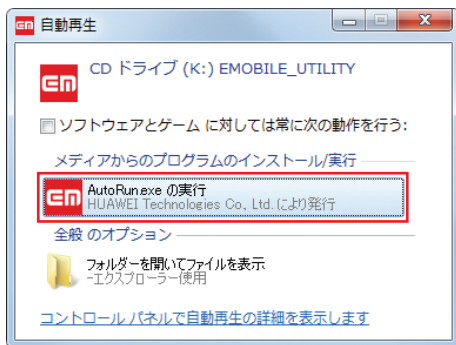 EM 自動再生
EM CD ドライブ (K:) EMOBILE_UTILITY
ソフトウェアとゲーム に対しては常に次の動作を行う:
メディアからのプログラムのインストール/実行
EM AutoRun.exe の実行
HUAWEI Technologies Co., Ltd. により発行
全般 のオプション
フォルダーを開いてファイルを表示
-エクスプローラー使用
コントロール パネルで自動再生の詳細を表示します